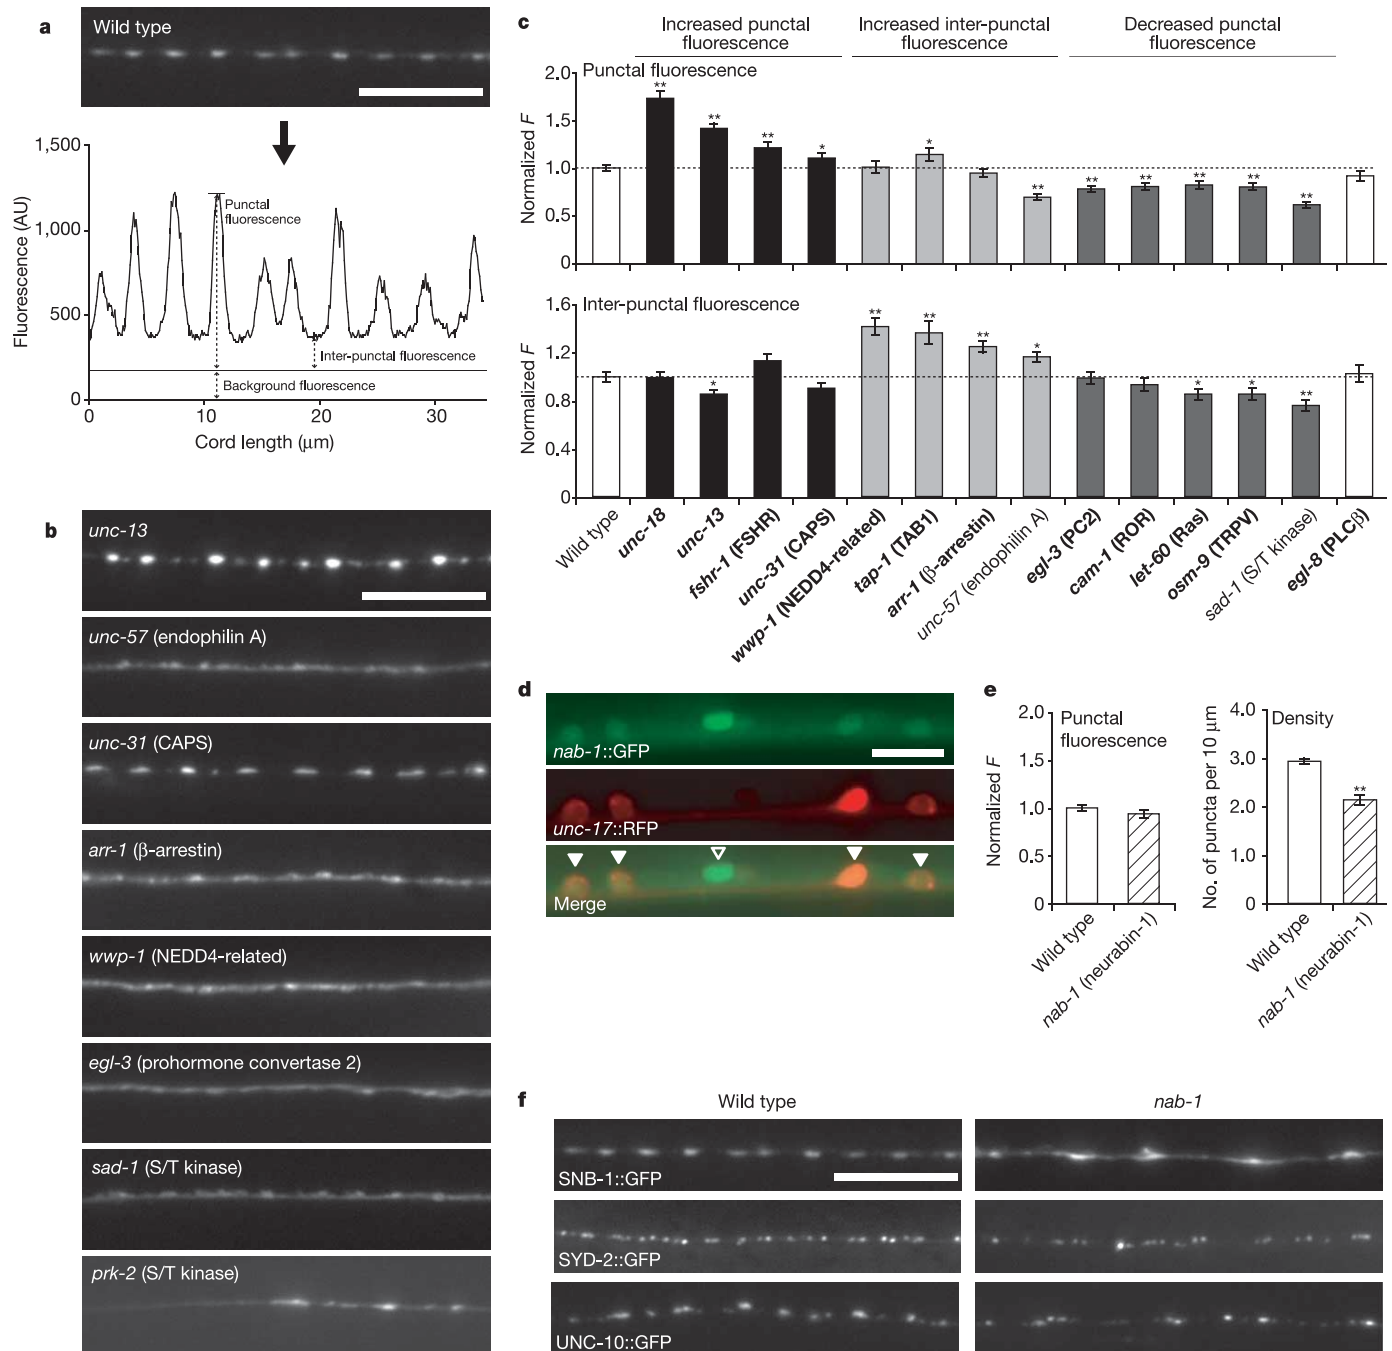 a
Wild type
1,500
1,000
500
0
Fluorescence (AU)
Punctal
fluorescence
Inter-punctal fluorescence
Background fluorescence
0 10 20 30
Cord length (μm)
b
unc-13
unc-57 (endophilin A)
unc-31 (CAPS)
arr-1 (β-arrestin)
wwp-1 (NEDD4-related)
egl-3 (prohormone convertase 2)
sad-1 (S/T kinase)
prk-2 (S/T kinase)
c
Increased punctal
fluorescence
Increased inter-punctal
fluorescence
Decreased punctal
fluorescence
Punctal fluorescence
2.0
1.5
1.0
0.5
0
Normalized F
** ** ** * * ** ** ** ** ** **
Inter-punctal fluorescence
1.6
1.2
0.8
0.4
0
Normalized F
* ** ** ** * * * **
Wild type
unc-18
unc-13
fshr-1 (FSHR)
unc-31 (CAPS)
wwp-1 (NEDD4-related)
tap-1 (TAB1)
arr-1 (β-arrestin)
unc-57 (endophilin A)
egl-3 (PC2)
cam-1 (ROR)
let-60 (Ras)
osm-9 (TRPV)
sad-1 (S/T kinase)
egl-8 (PLCβ)
d
nab-1::GFP
unc-17::RFP
Merge
e
Punctal
fluorescence
2.0
1.5
1.0
0.5
0
Normalized F
Wild type
nab-1 (neurabin-1)
Density
4.0
3.0
2.0
1.0
0
No. of puncta per 10 μm
**
Wild type
nab-1 (neurabin-1)
f
Wild type
nab-1
SNB-1::GFP
SYD-2::GFP
UNC-10::GFP